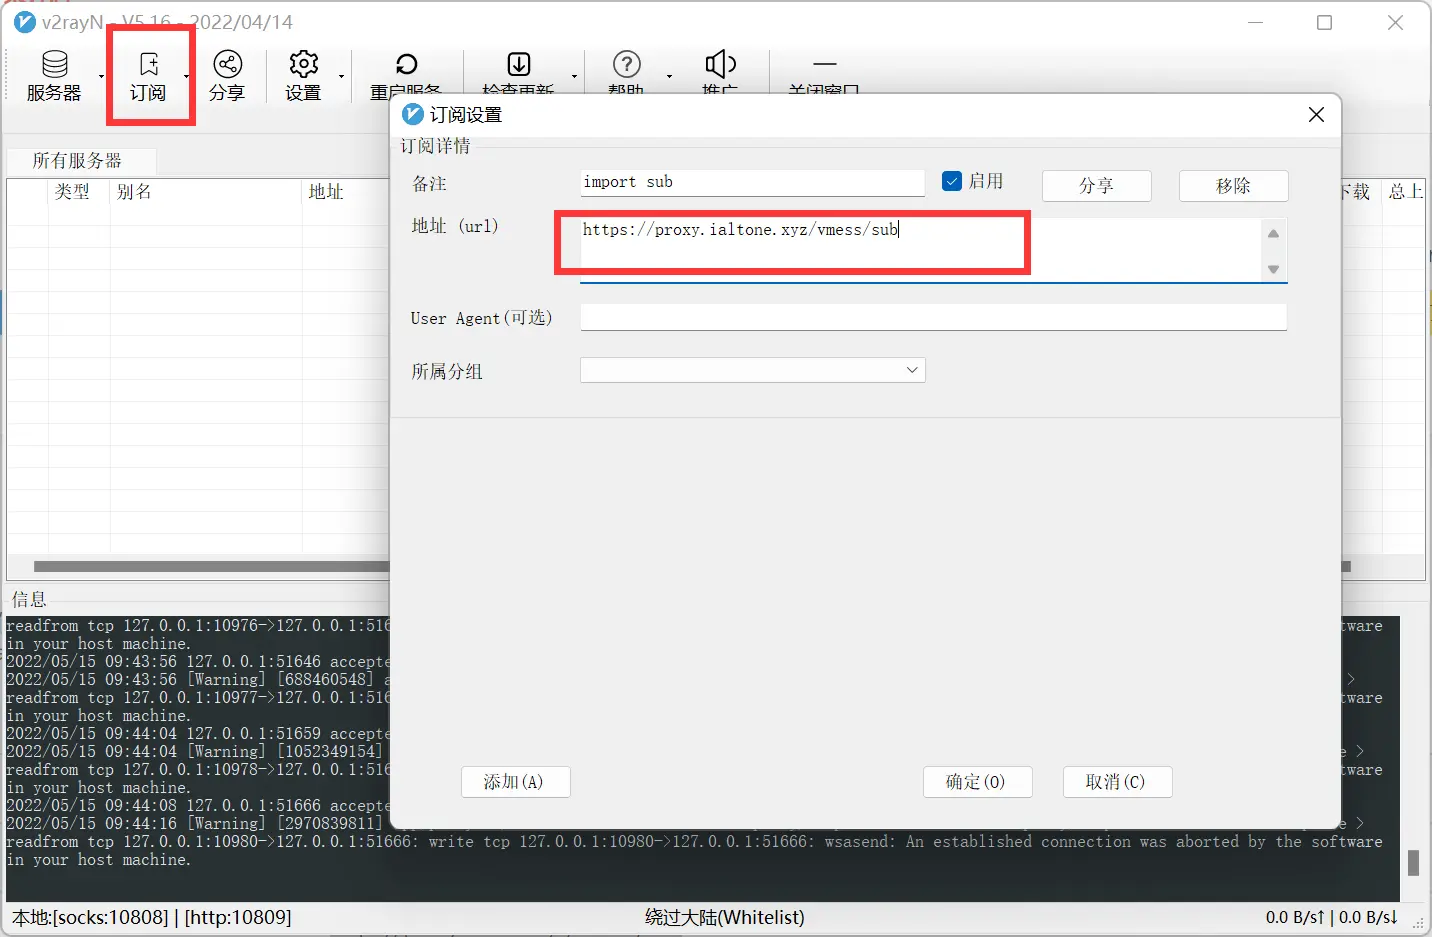 v2rayN - V5.16 - 2022/04/14
服务器
订阅
分享
设置
重启服务
检查更新
帮助
推广
关闭窗口
订阅设置
订阅详情
备注
import sub
启用
分享
移除
地址 (url)
https://proxy.ialtone.xyz/vmess/sub
User Agent(可选)
所属分组
添加(A)
确定(O)
取消(C)
所有服务器
类型 别名 地址 下载 总上
信息
readfrom tcp 127.0.0.1:10976->127.0.0.1:516 tware
in your host machine.
2022/05/15 09:43:56 127.0.0.1:51646 accepte
2022/05/15 09:43:56 [Warning] [688460548] a >
readfrom tcp 127.0.0.1:10977->127.0.0.1:516 tware
in your host machine.
2022/05/15 09:44:04 127.0.0.1:51659 accepte
2022/05/15 09:44:04 [Warning] [1052349154] e >
readfrom tcp 127.0.0.1:10978->127.0.0.1:516 tware
in your host machine.
2022/05/15 09:44:08 127.0.0.1:51666 accepte
2022/05/15 09:44:16 [Warning] [2970839811] e >
readfrom tcp 127.0.0.1:10980->127.0.0.1:51666: write tcp 127.0.0.1:10980->127.0.0.1:51666: wsasend: An established connection was aborted by the software
in your host machine.
本地:[socks:10808] | [http:10809]
绕过大陆(Whitelist)
0.0 B/s↑ | 0.0 B/s↓